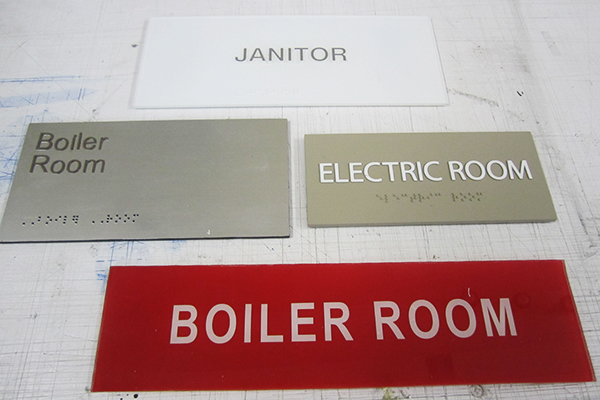 JANITOR
Boiler
Room
ELECTRIC ROOM
BOILER ROOM